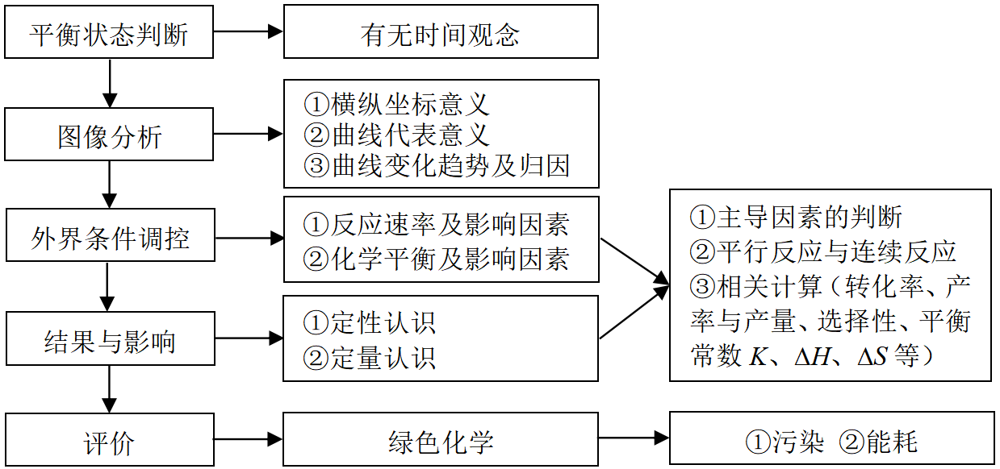 平衡状态判断
有无时间观念
图像分析
①横纵坐标意义
②曲线代表意义
③曲线变化趋势及归因
外界条件调控
①反应速率及影响因素
②化学平衡及影响因素
①主导因素的判断
②平行反应与连续反应
③相关计算（转化率、产
率与产量、选择性、平衡
常数 K、ΔH、ΔS 等）
结果与影响
①定性认识
②定量认识
评价
绿色化学
①污染 ②能耗